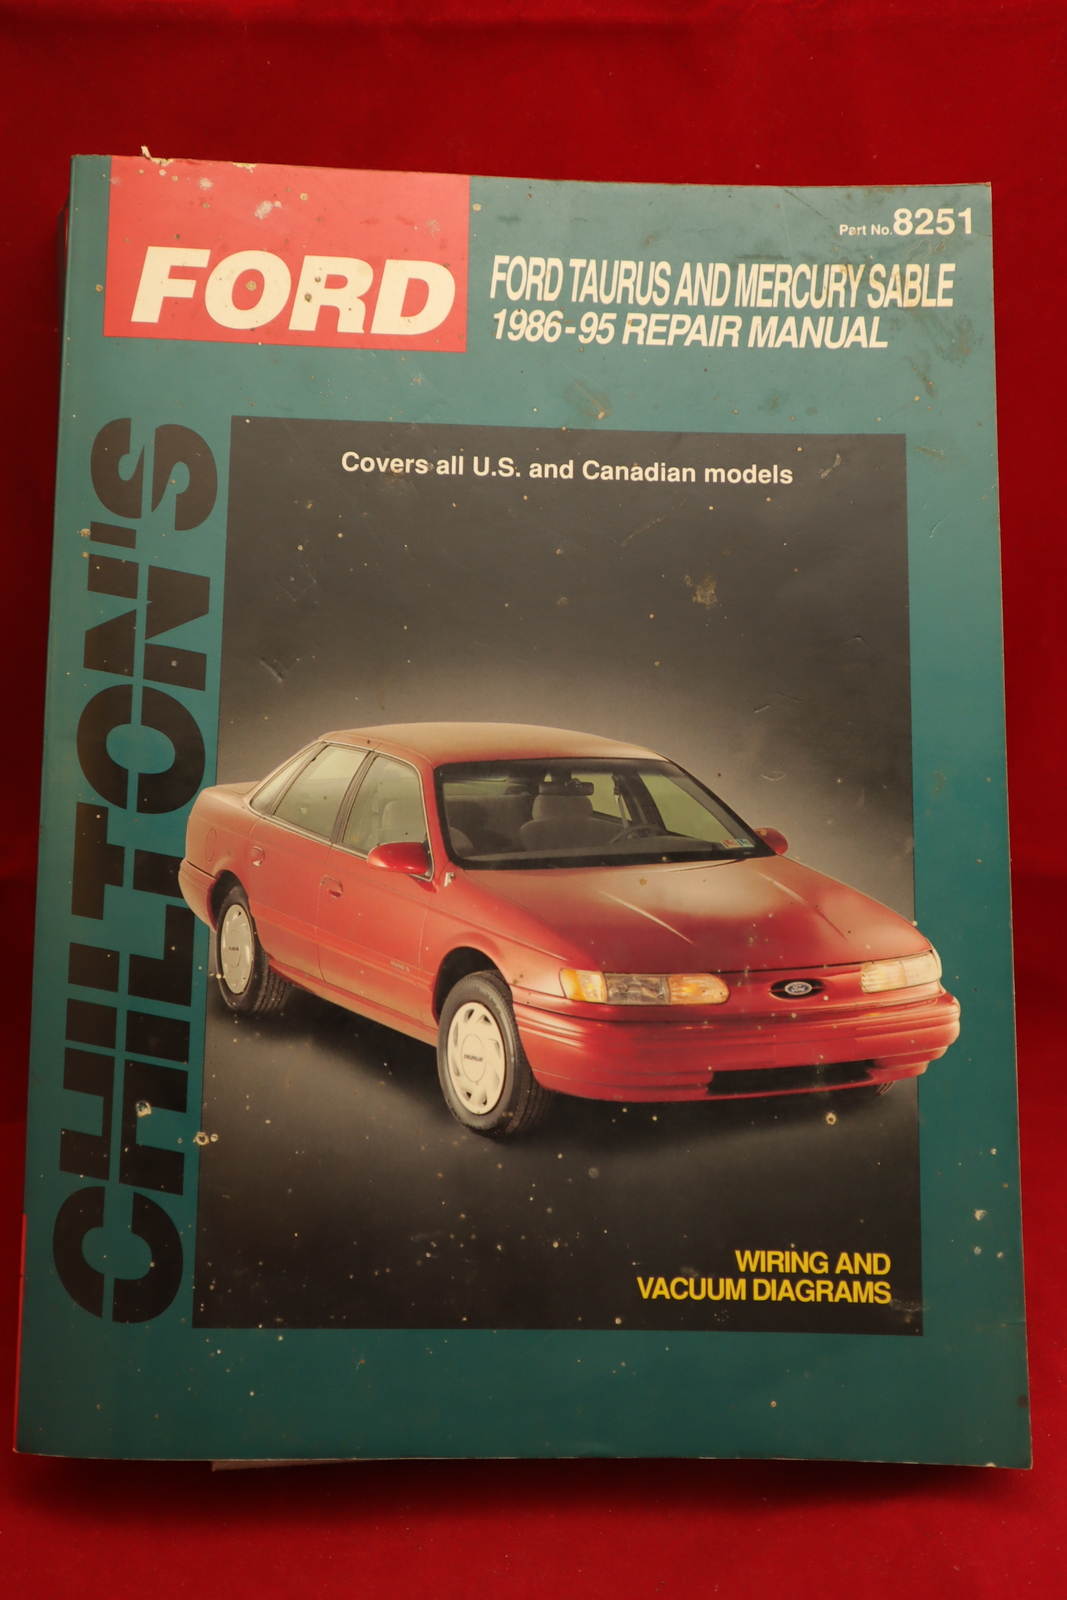 FORD
Part No. 8251
FORD TAURUS AND MERCURY SABLE
1986-95 REPAIR MANUAL
CHILTON'S
Covers all U.S. and Canadian models
Ford
WIRING AND
VACUUM DIAGRAMS